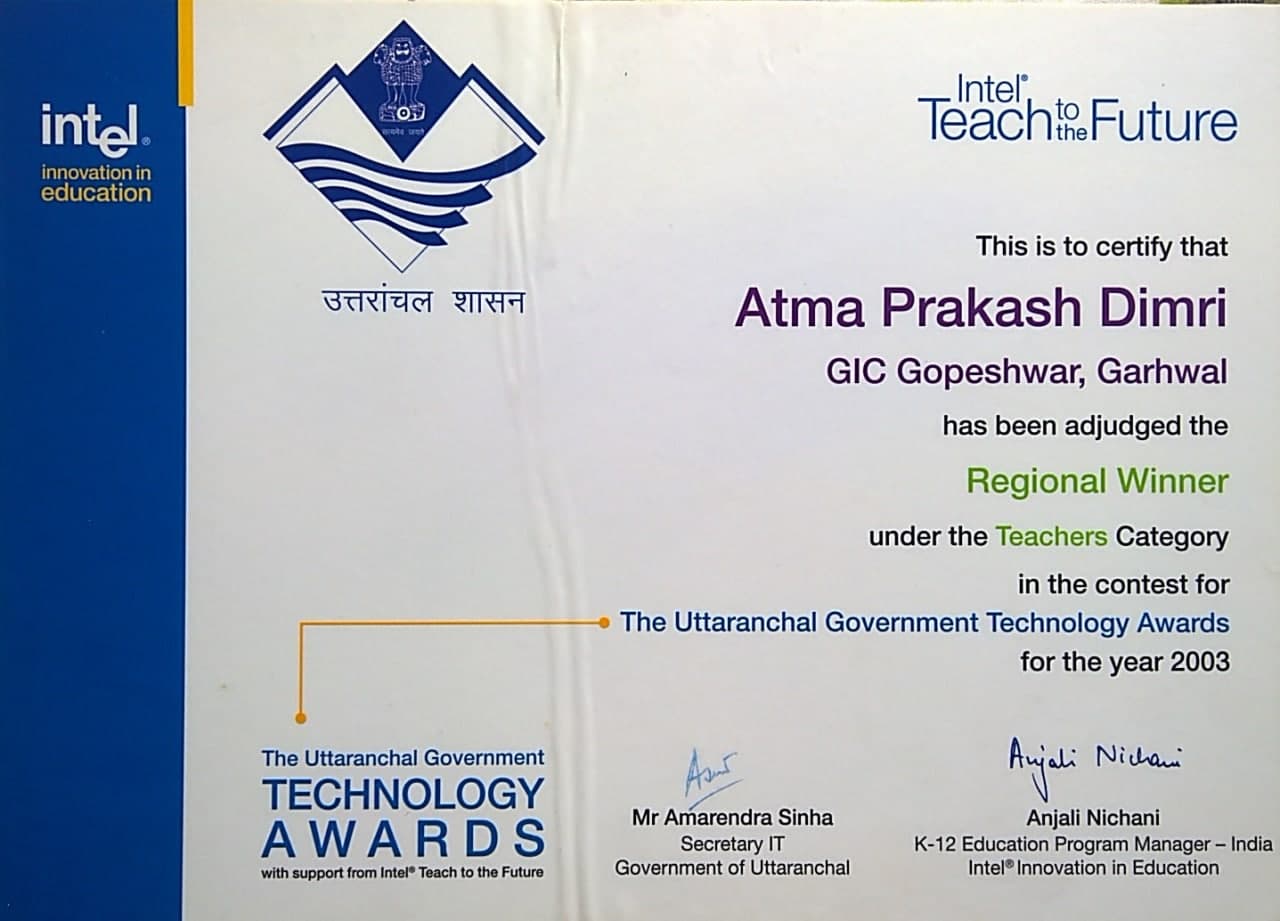 intel®
innovation in
education
सत्यमेव जयते
उत्तरांचल शासन
Intel®
Teach to the Future
This is to certify that
Atma Prakash Dimri
GIC Gopeshwar, Garhwal
has been adjudged the
Regional Winner
under the Teachers Category
in the contest for
The Uttaranchal Government Technology Awards
for the year 2003
The Uttaranchal Government
TECHNOLOGY
AWARDS
with support from Intel® Teach to the Future
Mr Amarendra Sinha
Secretary IT
Government of Uttaranchal
Anjali Nichani
Anjali Nichani
K-12 Education Program Manager – India
Intel® Innovation in Education